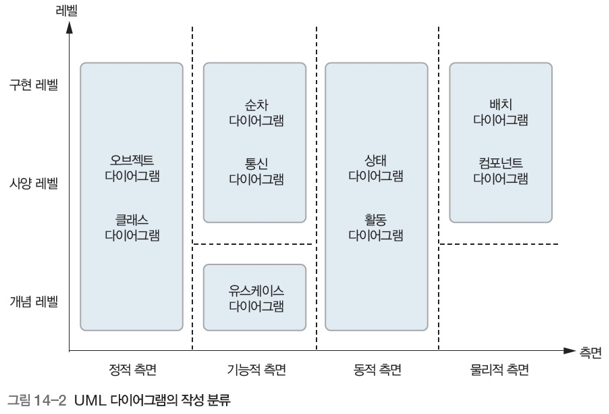 레벨
구현 레벨
사양 레벨
개념 레벨
오브젝트
다이어그램
클래스
다이어그램
순차
다이어그램
통신
다이어그램
유스케이스
다이어그램
상태
다이어그램
활동
다이어그램
배치
다이어그램
컴포넌트
다이어그램
측면
정적 측면
기능적 측면
동적 측면
물리적 측면
그림 14-2 UML 다이어그램의 작성 분류